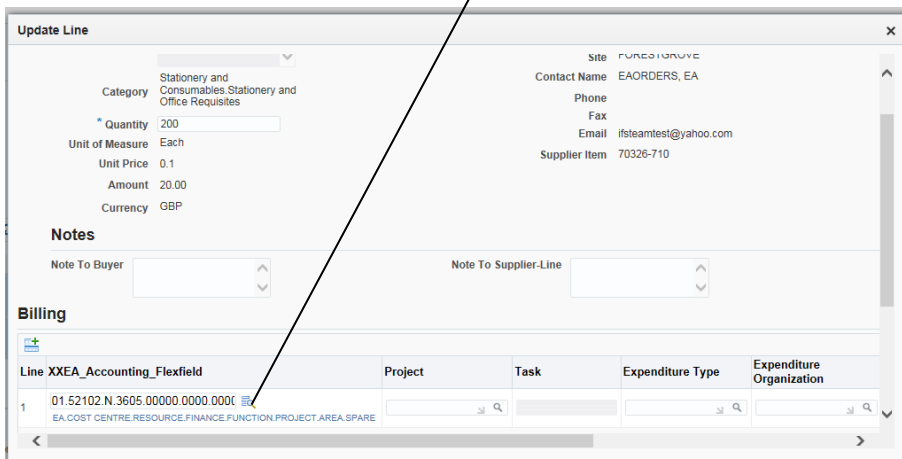 Update Line
Site FORESTGROVE
Category Stationery and
Consumables.Stationery and
Office Requisites
* Quantity 200
Unit of Measure Each
Unit Price 0.1
Amount 20.00
Currency GBP
Contact Name EAORDERS, EA
Phone
Fax
Email ifsteamtest@yahoo.com
Supplier Item 70326-710
Notes
Note To Buyer
Note To Supplier-Line
Billing
Line XXEA_Accounting_Flexfield Project Task Expenditure Type Expenditure
Organization
1 01.52102.N.3605.00000.0000.000(
EA.COST CENTRE.RESOURCE.FINANCE.FUNCTION.PROJECT.AREA.SPARE